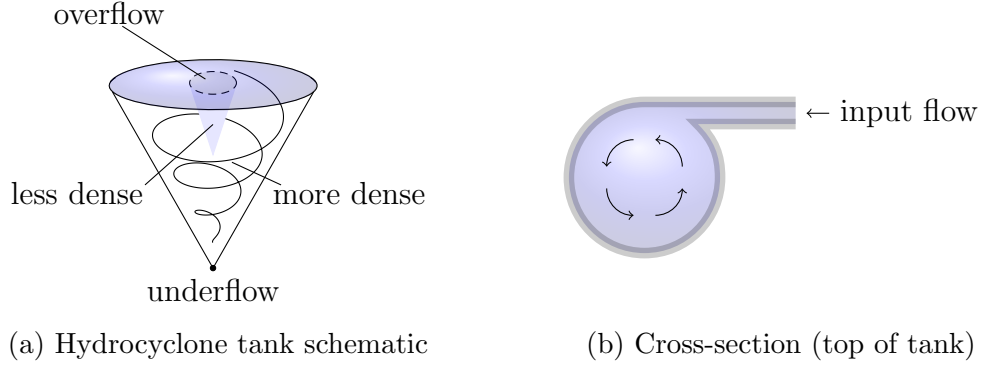 overflow
less dense
more dense
underflow
(a) Hydrocyclone tank schematic
← input flow
(b) Cross-section (top of tank)